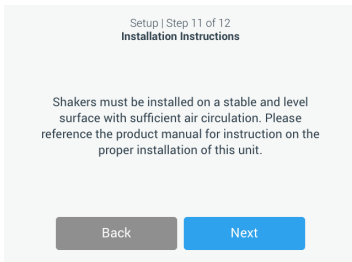 Setup | Step 11 of 12
Installation Instructions
Shakers must be installed on a stable and level
surface with sufficient air circulation. Please
reference the product manual for instruction on the
proper installation of this unit.
Back
Next